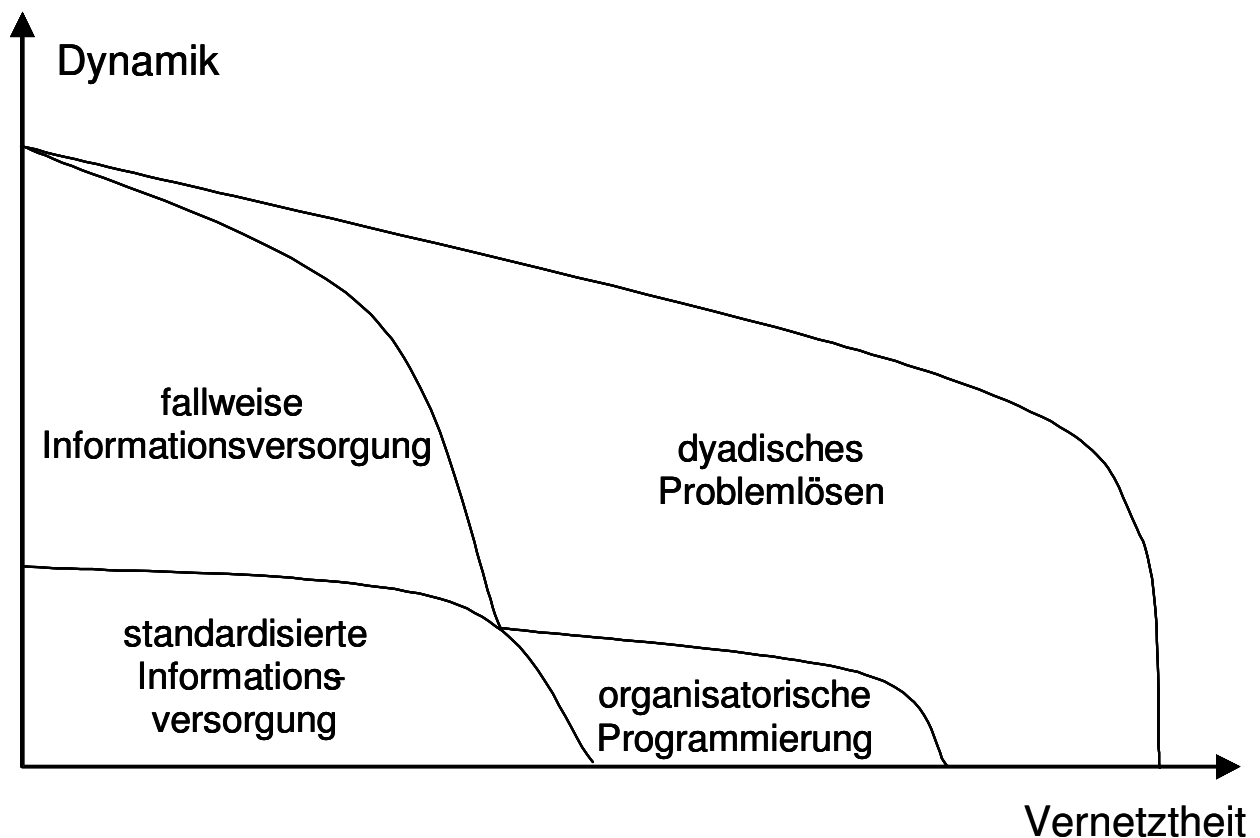 Dynamik
fallweise
Informationsversorgung
dyadisches
Problemlösen
standardisierte
Informations-
versorgung
organisatorische
Programmierung
Vernetztheit